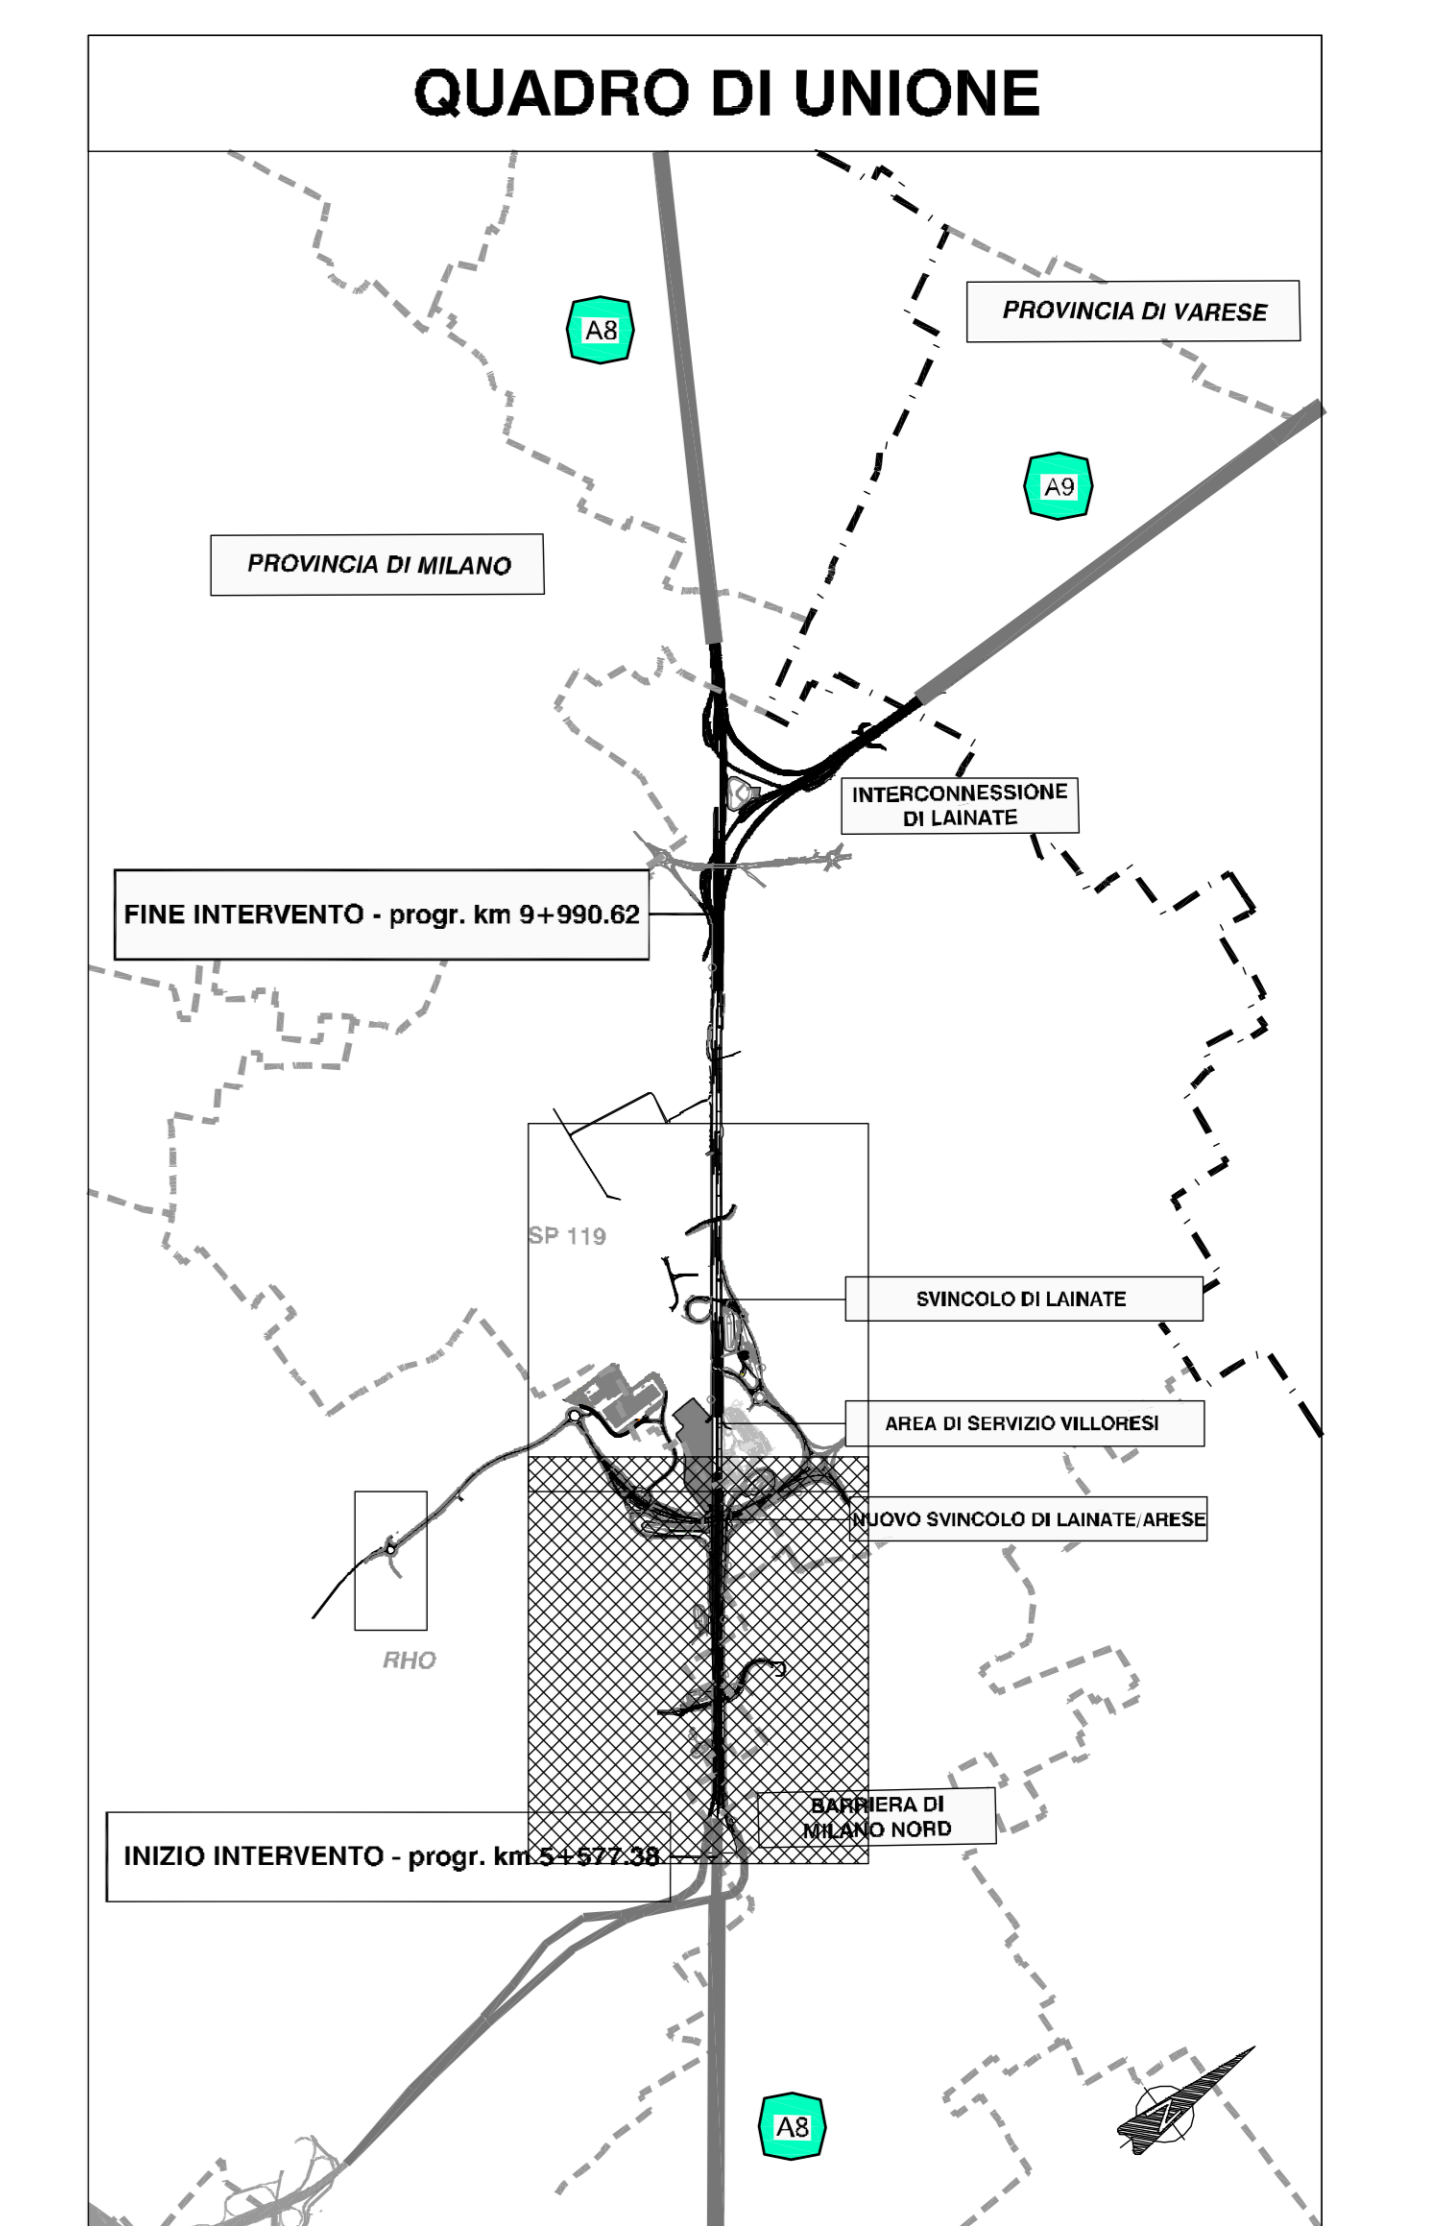 QUADRO DI UNIONE
PROVINCIA DI VARESE
A8
A9
PROVINCIA DI MILANO
INTERCONNESSIONE
DI LAINATE
FINE INTERVENTO - progr. km 9+990.62
SP 119
SVINCOLO DI LAINATE
AREA DI SERVIZIO VILLORESI
NUOVO SVINCOLO DI LAINATE/ARESE
RHO
BARRIERA DI
MILANO NORD
INIZIO INTERVENTO - progr. km 5+577.38
A8
Z